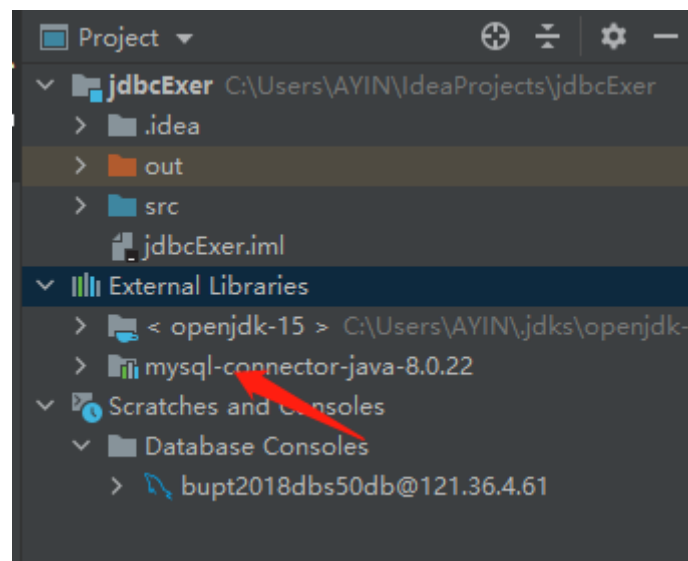 Project
jdbcExer C:\Users\AYIN\IdeaProjects\jdbcExer
.idea
out
src
jdbcExer.iml
External Libraries
< openjdk-15 > C:\Users\AYIN\.jdks\openjdk-
mysql-connector-java-8.0.22
Scratches and Consoles
Database Consoles
bupt2018dbs50db@121.36.4.61